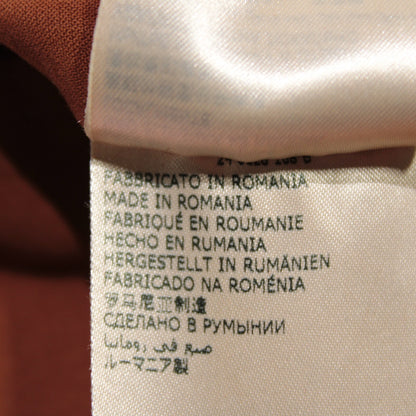 FABBRICATO IN ROMANIA
MADE IN ROMANIA
FABRIQUÉ EN ROUMANIE
HECHO EN RUMANIA
HERGESTELLT IN RUMÄNIEN
FABRICADO NA ROMÉNIA
罗马尼亚制造
СДЕЛАНО В РУМЫНИИ
صنع في رومانيا
ルーマニア製